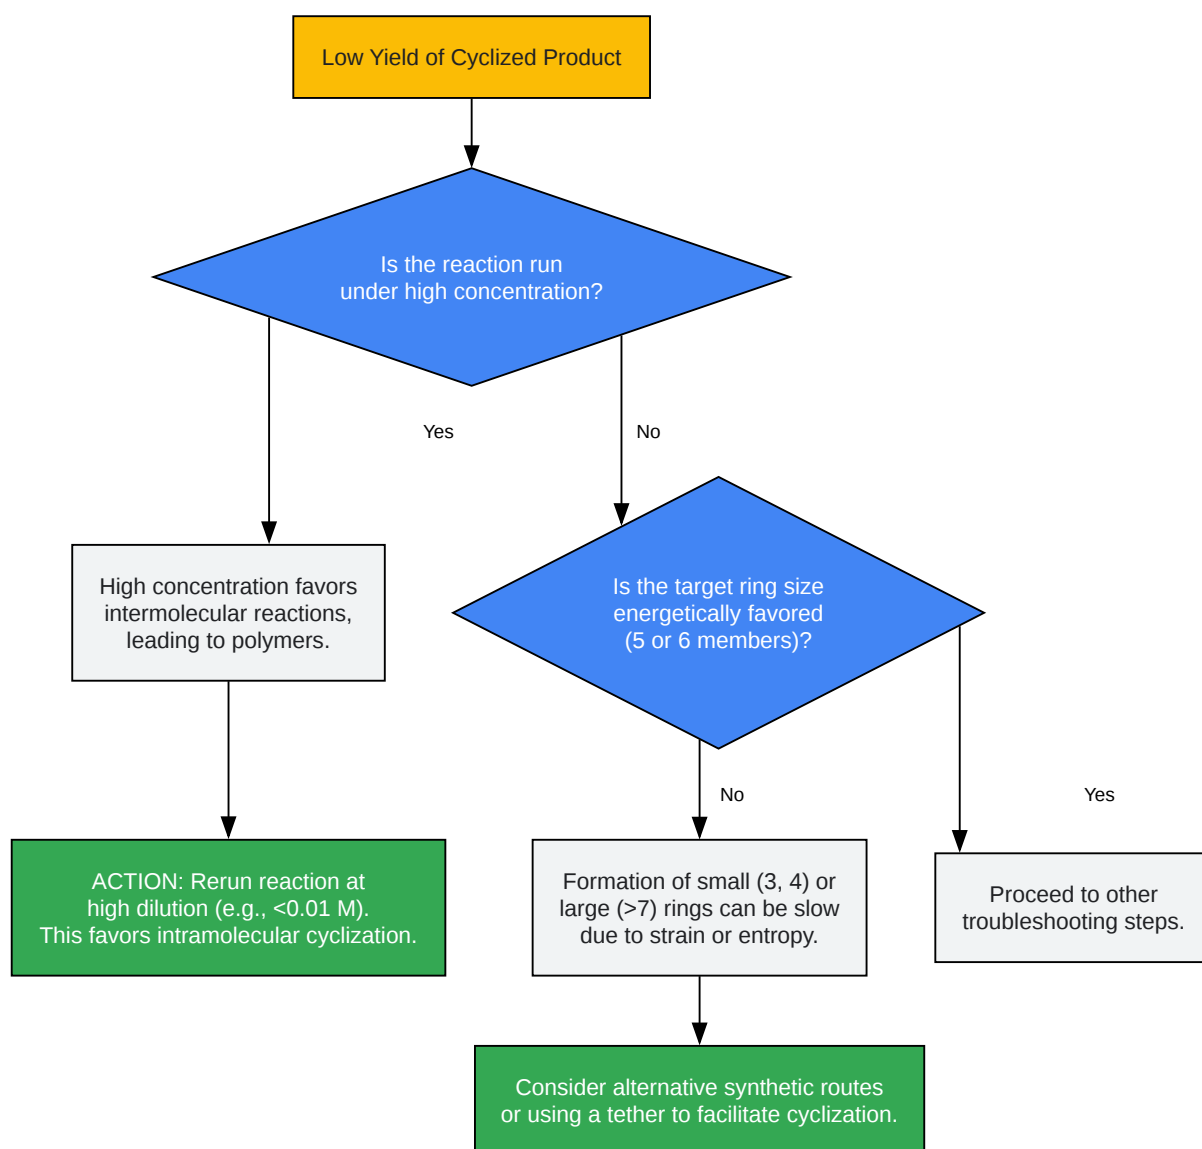 Low Yield of Cyclized Product
Is the reaction run
under high concentration?
Yes
No
High concentration favors
intermolecular reactions,
leading to polymers.
Is the target ring size
energetically favored
(5 or 6 members)?
No
Yes
ACTION: Rerun reaction at
high dilution (e.g., <0.01 M).
This favors intramolecular cyclization.
Formation of small (3, 4) or
large (>7) rings can be slow
due to strain or entropy.
Proceed to other
troubleshooting steps.
Consider alternative synthetic routes
or using a tether to facilitate cyclization.